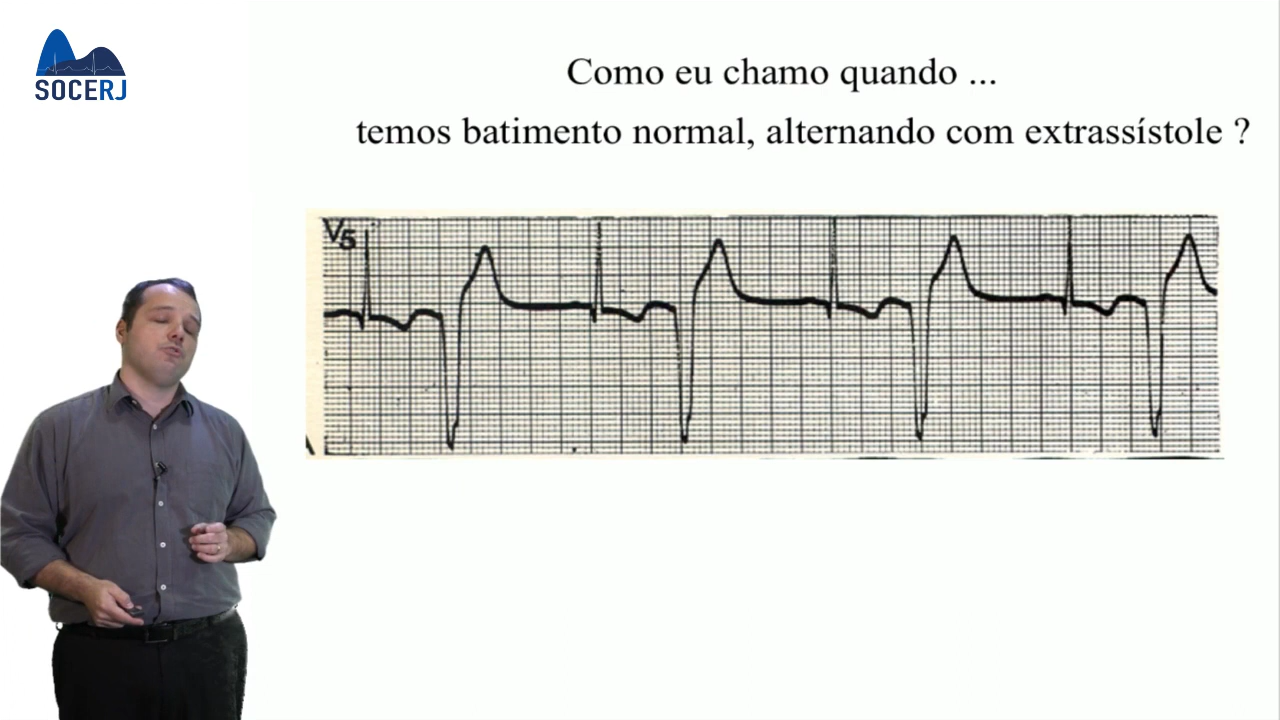 SOCERJ
Como eu chamo quando ...
temos batimento normal, alternando com extrassístole ?
V5